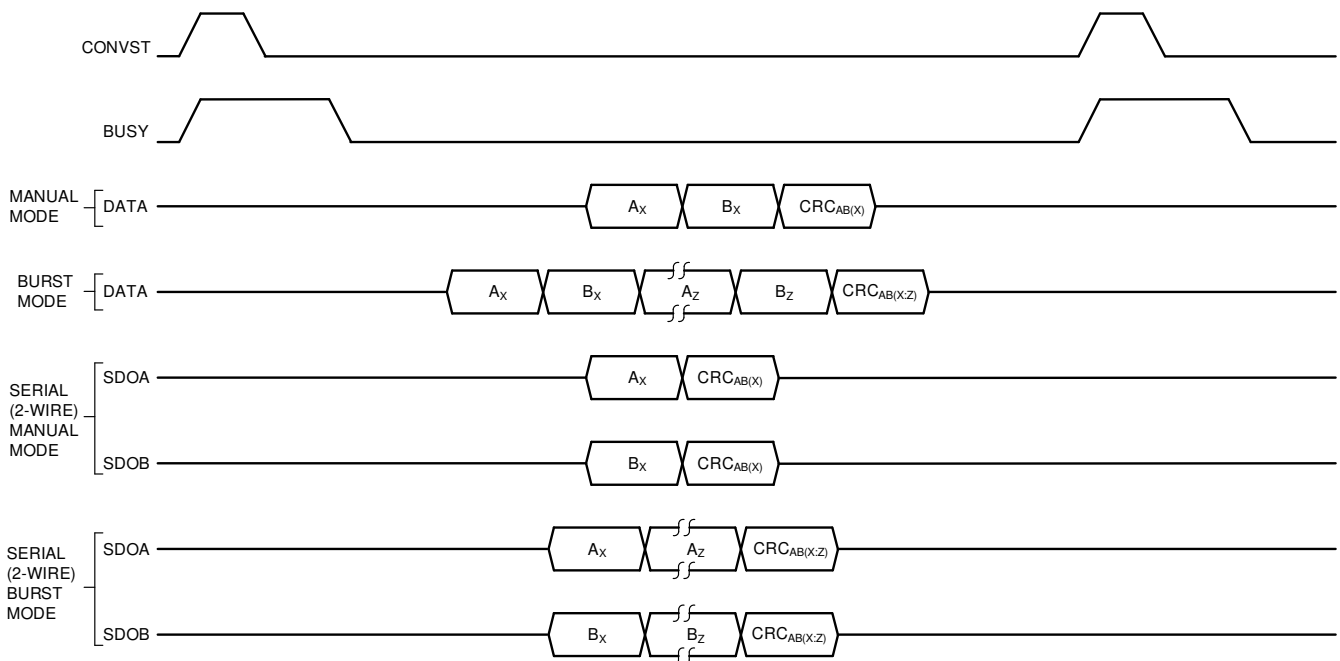 CONVST
BUSY
MANUAL
MODE
DATA
AX
BX
CRCAB(X)
BURST
MODE
DATA
AX
BX
AZ
BZ
CRCAB(X:Z)
SERIAL
(2-WIRE)
MANUAL
MODE
SDOA
AX
CRCAB(X)
SDOB
BX
CRCAB(X)
SERIAL
(2-WIRE)
BURST
MODE
SDOA
AX
AZ
CRCAB(X:Z)
SDOB
BX
BZ
CRCAB(X:Z)